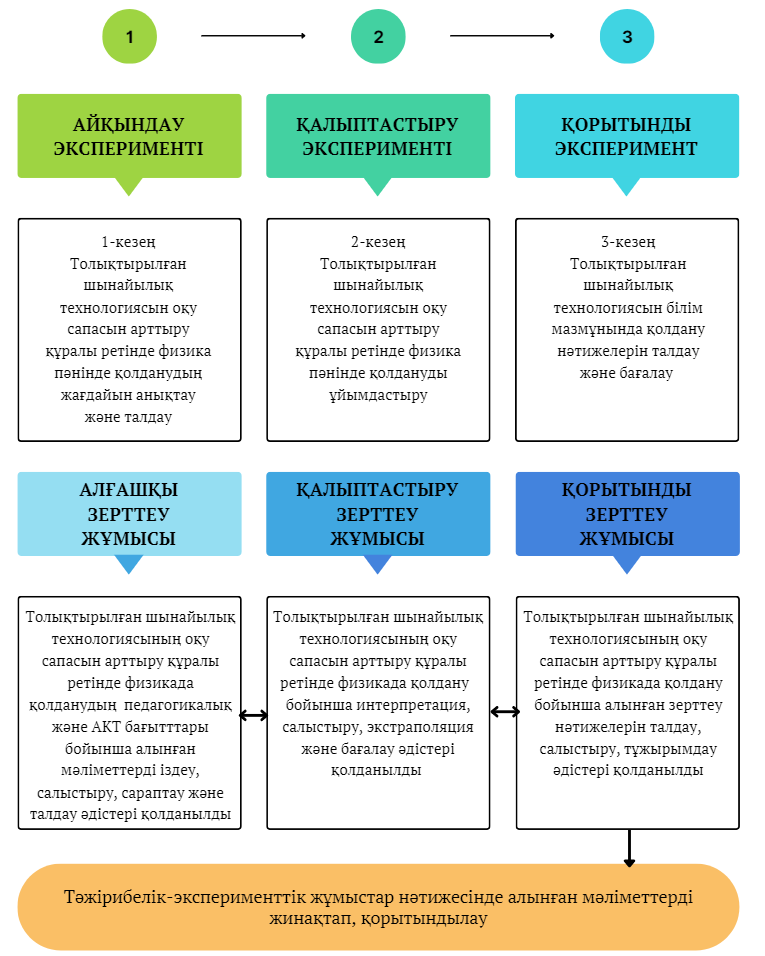 1
2
3
АЙҚЫНДАУ
ЭКСПЕРИМЕНТІ
ҚАЛЫПТАСТЫРУ
ЭКСПЕРИМЕНТІ
ҚОРЫТЫНДЫ
ЭКСПЕРИМЕНТ
1-кезең
Толықтырылған
шынайылық
технологиясын оқу
сапасын арттыру
құралы ретінде физика
пәнінде қолданудың
жағдайын анықтау
және талдау
2-кезең
Толықтырылған
шынайылық
технологиясын оқу
сапасын арттыру
құралы ретінде физика
пәнінде қолдануды
ұйымдастыру
3-кезең
Толықтырылған
шынайылық
технологиясын білім
мазмұнында қолдану
нәтижелерін талдау
және бағалау
АЛҒАШҚЫ
ЗЕРТТЕУ
ЖҰМЫСЫ
ҚАЛЫПТАСТЫРУ
ЗЕРТТЕУ
ЖҰМЫСЫ
ҚОРЫТЫНДЫ
ЗЕРТТЕУ
ЖҰМЫСЫ
Толықтырылған шынайылық
технологиясының оқу
сапасын арттыру құралы
ретінде физикада
қолданудың педагогикалық
және АКТ бағытттары
бойынша алынған
мәліметтерді іздеу,
салыстыру, сараптау және
талдау әдістері қолданылды
Толықтырылған шынайылық
технологиясының оқу
сапасын арттыру құралы
ретінде физикада қолдану
бойынша интерпретация,
салыстыру, экстраполяция
және бағалау әдістері
қолданылды
Толықтырылған шынайылық
технологиясының оқу
сапасын арттыру құралы
ретінде физикада қолдану
бойынша алынған зерттеу
нәтижелерін талдау,
салыстыру, тұжырымдау
әдістері қолданылды
Тәжірибелік-эксперименттік жұмыстар нәтижесінде алынған мәліметтерді
жинақтап, қорытындылау